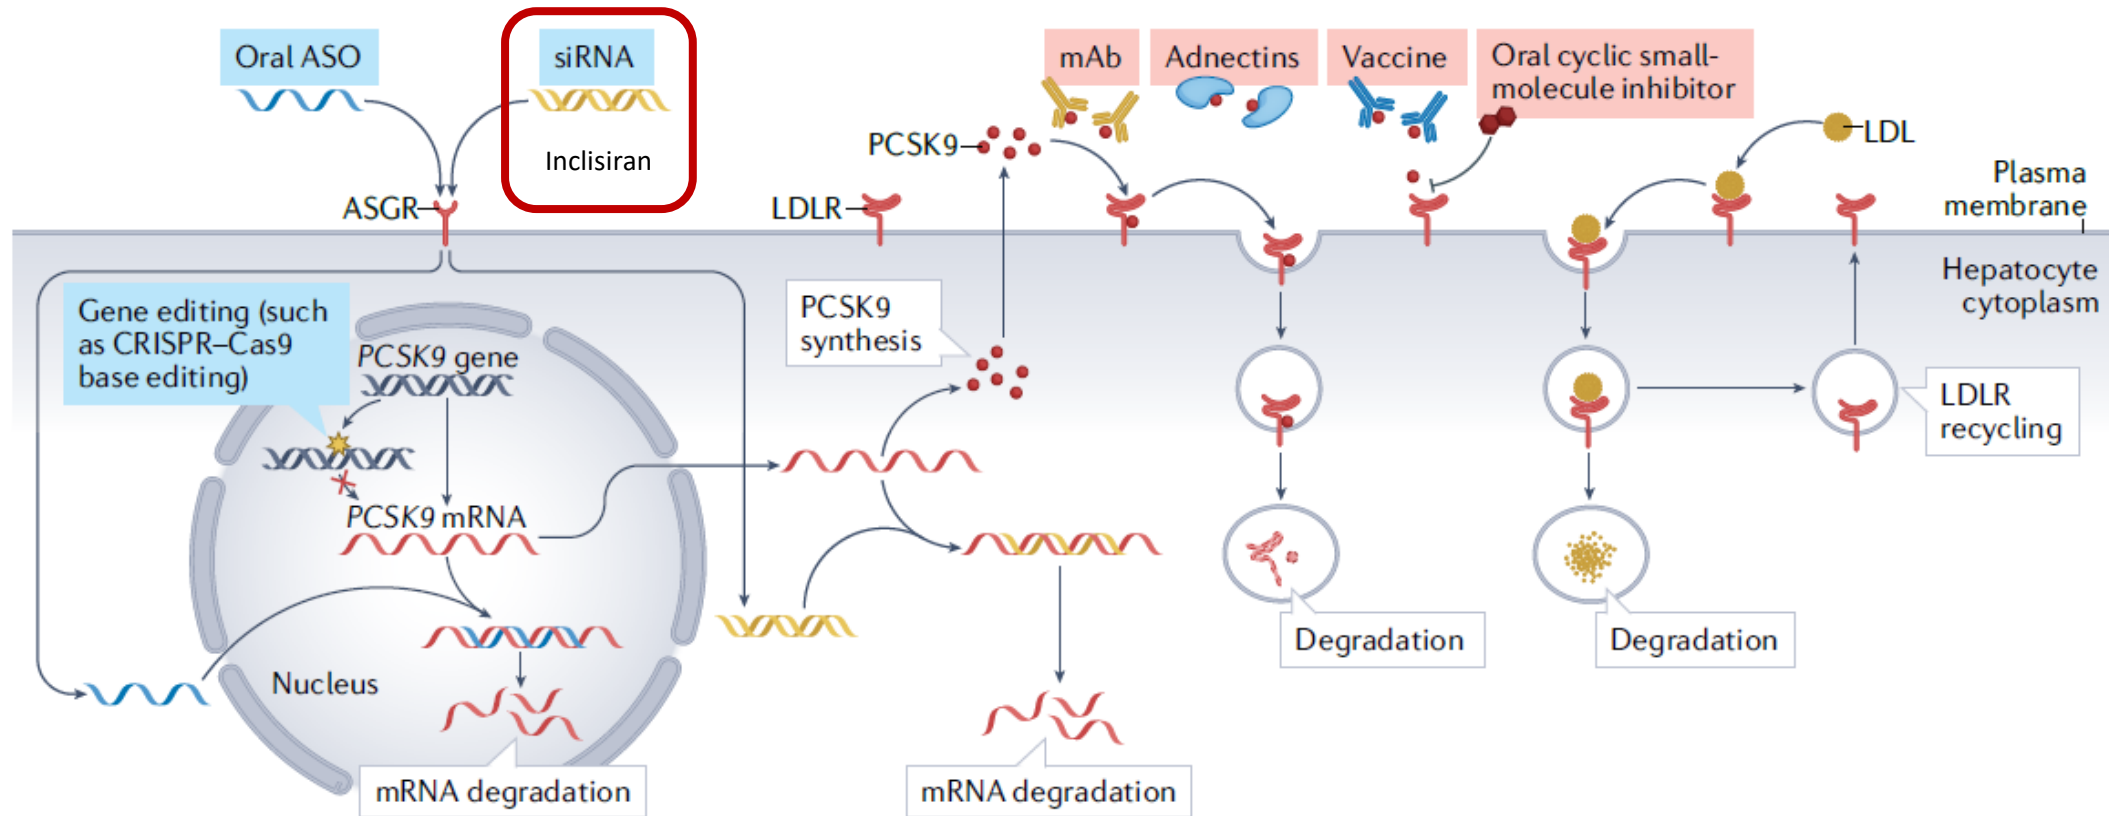 Oral ASO
siRNA
Inclisiran
mAb
Adnectins
Vaccine
Oral cyclic small-
molecule inhibitor
PCSK9
LDL
ASGR
LDLR
Plasma
membrane
Hepatocyte
cytoplasm
Gene editing (such
as CRISPR–Cas9
base editing)
PCSK9 gene
PCSK9
synthesis
LDLR
recycling
PCSK9 mRNA
Nucleus
Degradation
Degradation
mRNA degradation
mRNA degradation